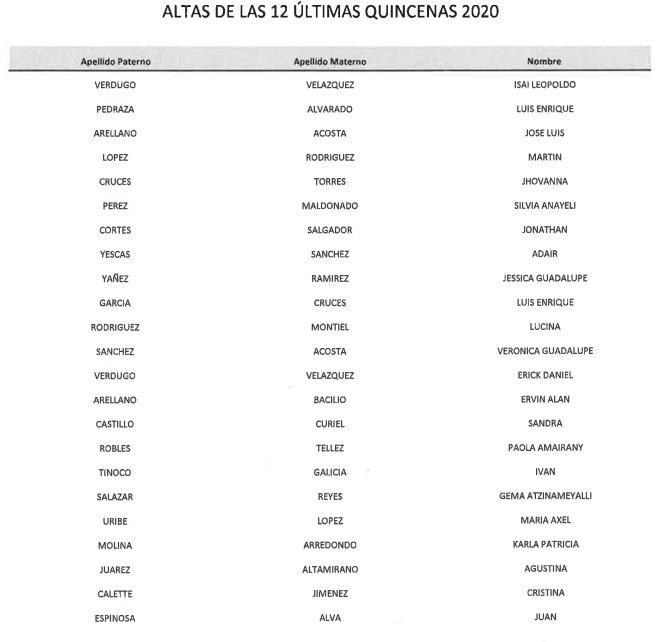 ALTAS DE LAS 12 ÚLTIMAS QUINCENAS 2020
Apellido Paterno Apellido Materno Nombre
VERDUGO VELAZQUEZ ISAI LEOPOLDO
PEDRAZA ALVARADO LUIS ENRIQUE
ARELLANO ACOSTA JOSE LUIS
LOPEZ RODRIGUEZ MARTIN
CRUCES TORRES JHOVANNA
PEREZ MALDONADO SILVIA ANAYELI
CORTES SALGADOR JONATHAN
YESCAS SANCHEZ ADAIR
YAÑEZ RAMIREZ JESSICA GUADALUPE
GARCIA CRUCES LUIS ENRIQUE
RODRIGUEZ MONTIEL LUCINA
SANCHEZ ACOSTA VERONICA GUADALUPE
VERDUGO VELAZQUEZ ERICK DANIEL
ARELLANO BACILIO ERVIN ALAN
CASTILLO CURIEL SANDRA
ROBLES TELLEZ PAOLA AMAIRANY
TINOCO GALICIA IVAN
SALAZAR REYES GEMA ATZINAMEYALLI
URIBE LOPEZ MARIA AXEL
MOLINA ARREDONDO KARLA PATRICIA
JUAREZ ALTAMIRANO AGUSTINA
CALETTE JIMENEZ CRISTINA
ESPINOSA ALVA JUAN